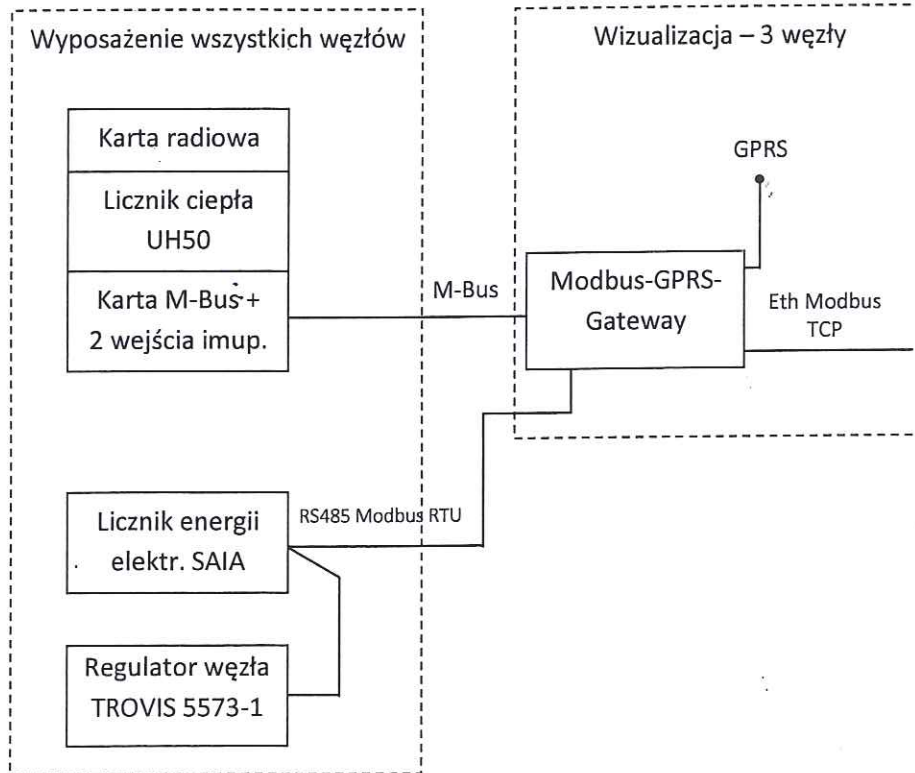 Wyposażenie wszystkich węzłów
Karta radiowa
Licznik ciepła
UH50
Karta M-Bus +
2 wejścia imup.
M-Bus
Licznik energii
elektr. SAIA
RS485 Modbus RTU
Regulator węzła
TROVIS 5573-1
Wizualizacja – 3 węzły
GPRS
Modbus-GPRS-
Gateway
Eth Modbus
TCP